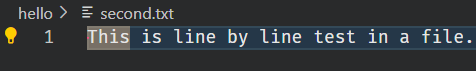 hello > second.txt
1 This is line by line test in a file.